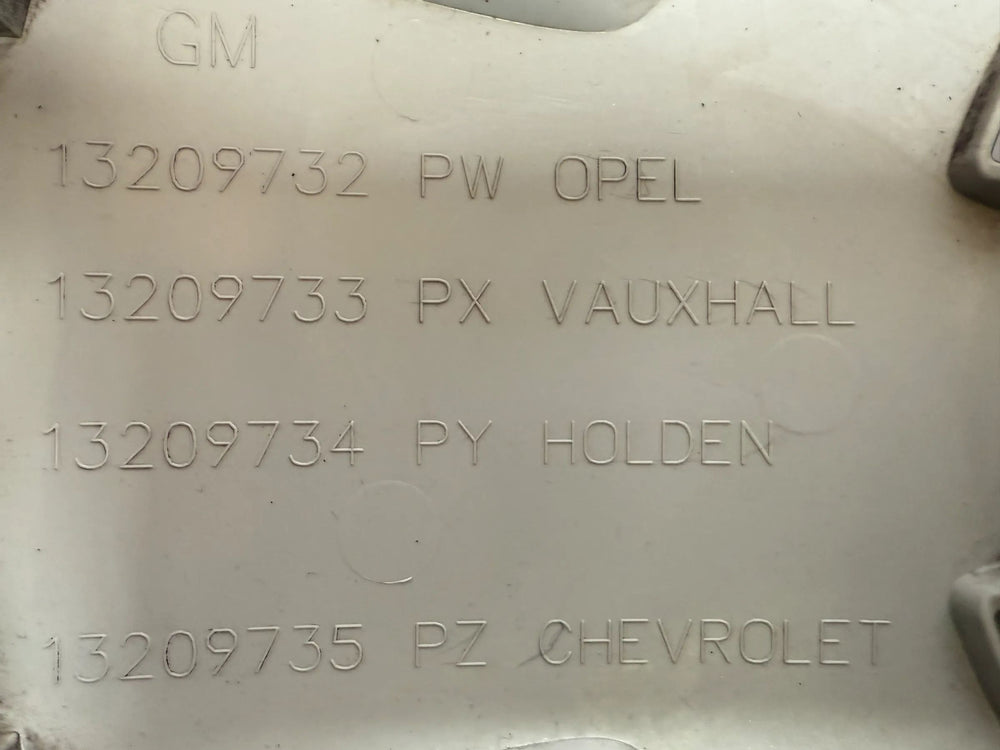 GM
13209732 PW OPEL
13209733 PX VAUXHALL
13209734 PY HOLDEN
13209735 PZ CHEVROLET